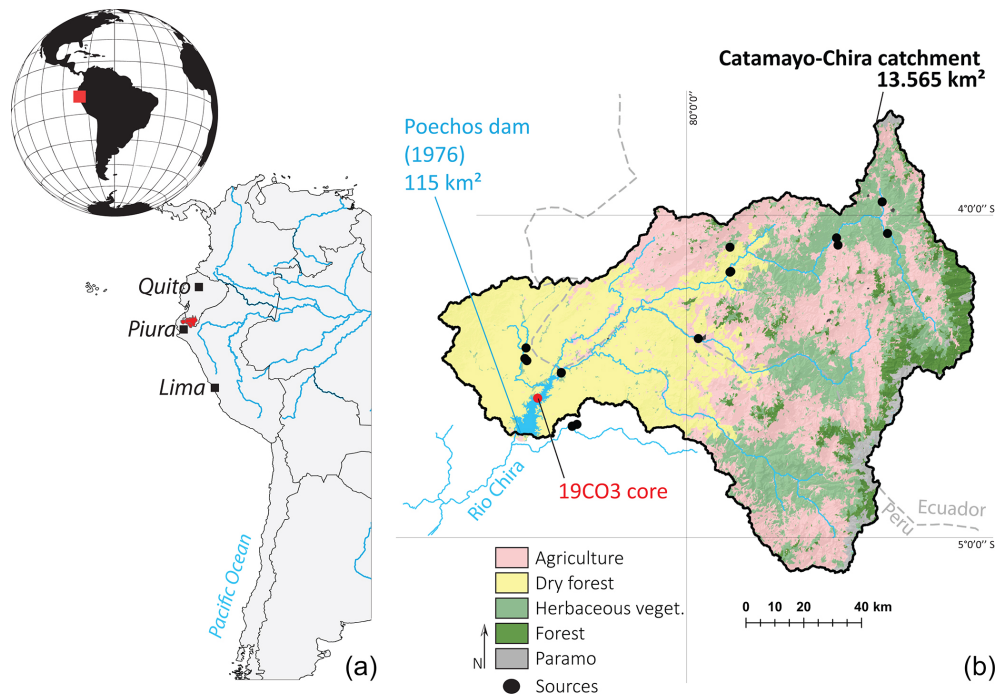 Quito
Piura
Lima
Pacific Ocean
(a)
Catamayo-Chira catchment
13.565 km²
Poechos dam
(1976)
115 km²
80°0'0''
4°0'0'' S
19CO3 core
Rio Chira
Ecuador
Peru
5°0'0'' S
Agriculture
Dry forest
Herbaceous veget.
Forest
Paramo
Sources
N
0 10 20 40 km
(b)